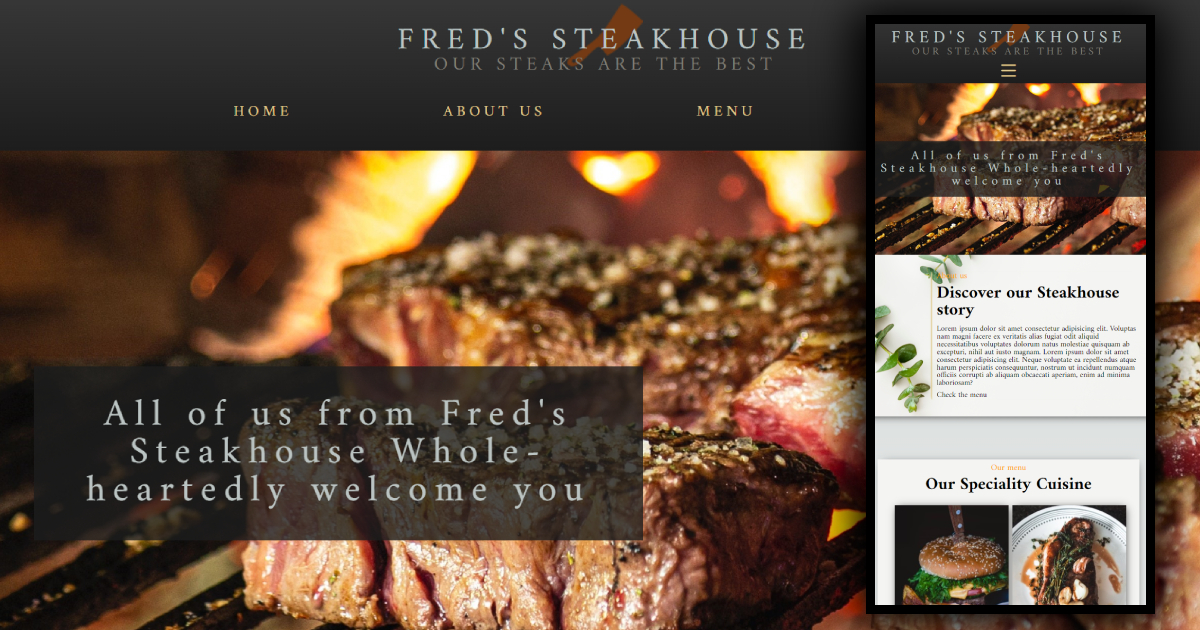 FRED'S STEAKHOUSE
OUR STEAKS ARE THE BEST
HOME
ABOUT US
MENU
All of us from Fred's
Steakhouse Whole-
heartedly welcome you
FRED'S STEAKHOUSE
OUR STEAKS ARE THE BEST
All of us from Fred's
Steakhouse Whole-heartedly
welcome you
us
Discover our Steakhouse
story
Lorem ipsum dolor sit amet consectetur adipisicing elit. Voluptas
nam magni facere ex veritatis alias fugiat odit aliquid
necessitatibus voluptates dolorum natus molestiae quisquam ab
excepturi, nihil aut iusto magnam. Lorem ipsum dolor sit amet
consectetur adipisicing elit. Neque voluptate ea repellendus atque
harum perspiciatis consequuntur, nostrum ut incidunt numquam
officiis corrupti ab aliquam obcaecati aperiam, enim ad minima
laboriosam?
Check the menu
Our menu
Our Speciality Cuisine